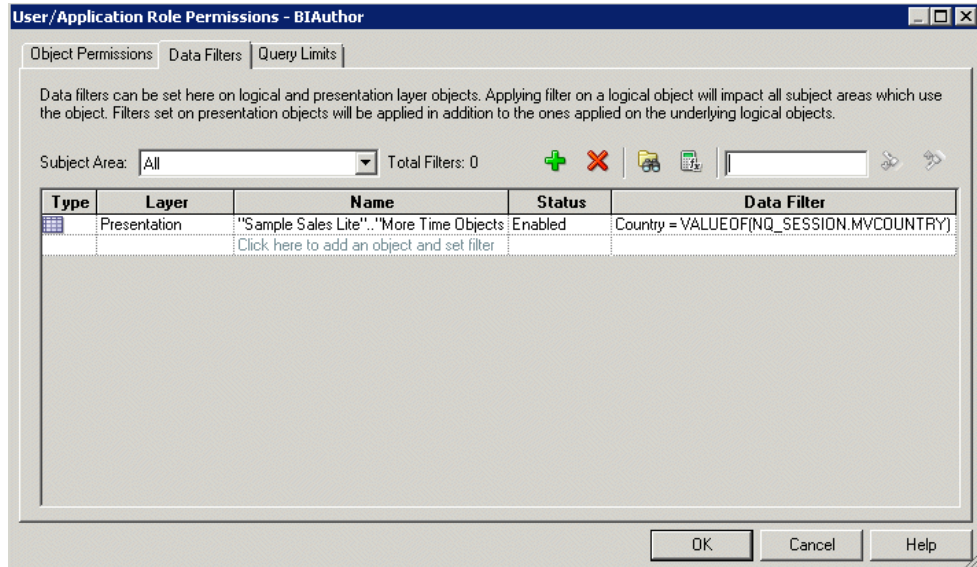 User/Application Role Permissions - BIAuthor
Object Permissions Data Filters Query Limits
Data filters can be set here on logical and presentation layer objects. Applying filter on a logical object will impact all subject areas which use
the object. Filters set on presentation objects will be applied in addition to the ones applied on the underlying logical objects.
Subject Area: All Total Filters: 0
Type Layer Name Status Data Filter
Presentation "Sample Sales Lite".."More Time Objects Enabled Country = VALUEOF(NQ_SESSION.MVCOUNTRY)
Click here to add an object and set filter
OK Cancel Help